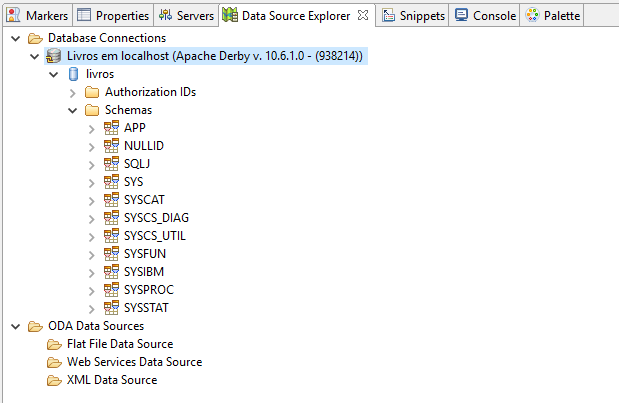 Markers Properties Servers Data Source Explorer Snippets Console Palette
Database Connections
Livros em localhost (Apache Derby v. 10.6.1.0 - (938214))
livros
Authorization IDs
Schemas
APP
NULLID
SQLJ
SYS
SYSCAT
SYSCS_DIAG
SYSCS_UTIL
SYSFUN
SYSIBM
SYSPROC
SYSSTAT
ODA Data Sources
Flat File Data Source
Web Services Data Source
XML Data Source